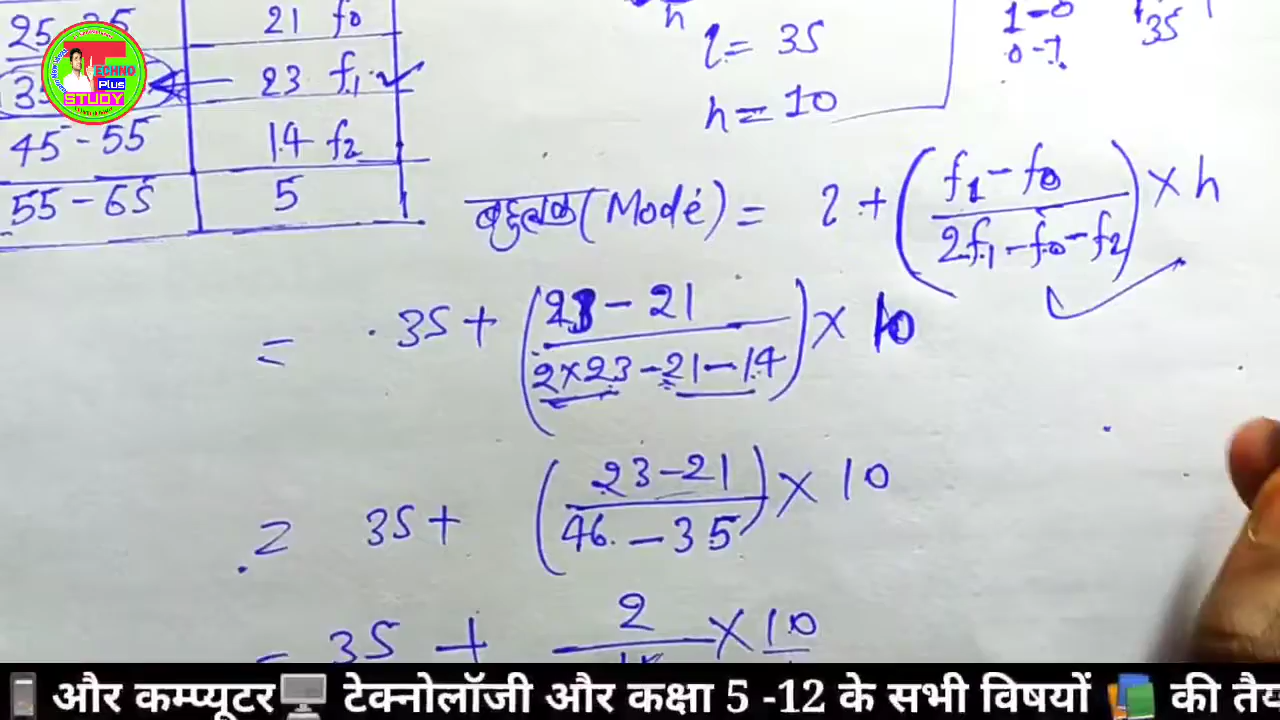 25-35 21 f0
23 f1 ✓
45-55 14 f2
55-65 5
h
l = 35
h = 10
1-0
0-1
35
TECHNO
Plus
STUDY
बहुलक (Mode) = l + (f1 - f0 / 2f1 - f0 - f2) × h
= 35 + (23 - 21 / 2×23 - 21 - 14) × 10
= 35 + (23-21 / 46 - 35) × 10
= 35 + 2 × 10
और कम्प्यूटर टेक्नोलॉजी और कक्षा 5 -12 के सभी विषयों की तैय